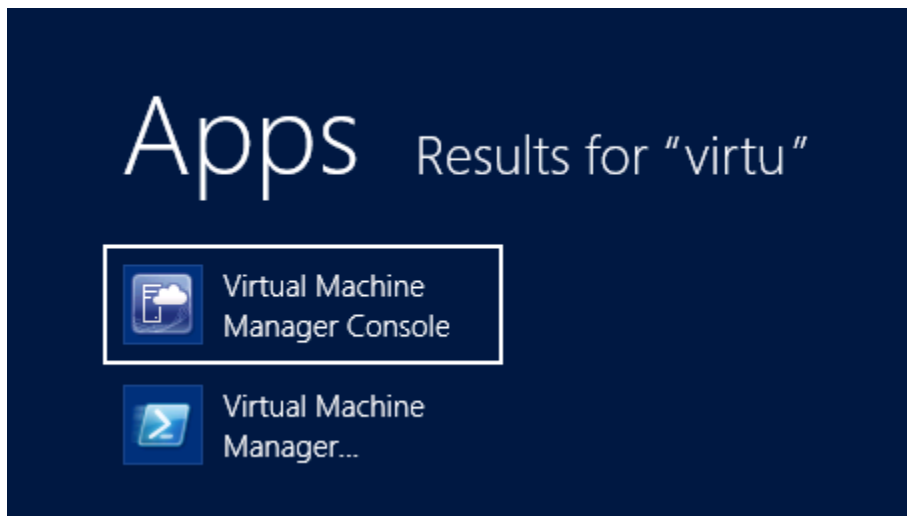 Apps Results for “virtu”
Virtual Machine
Manager Console
Virtual Machine
Manager...